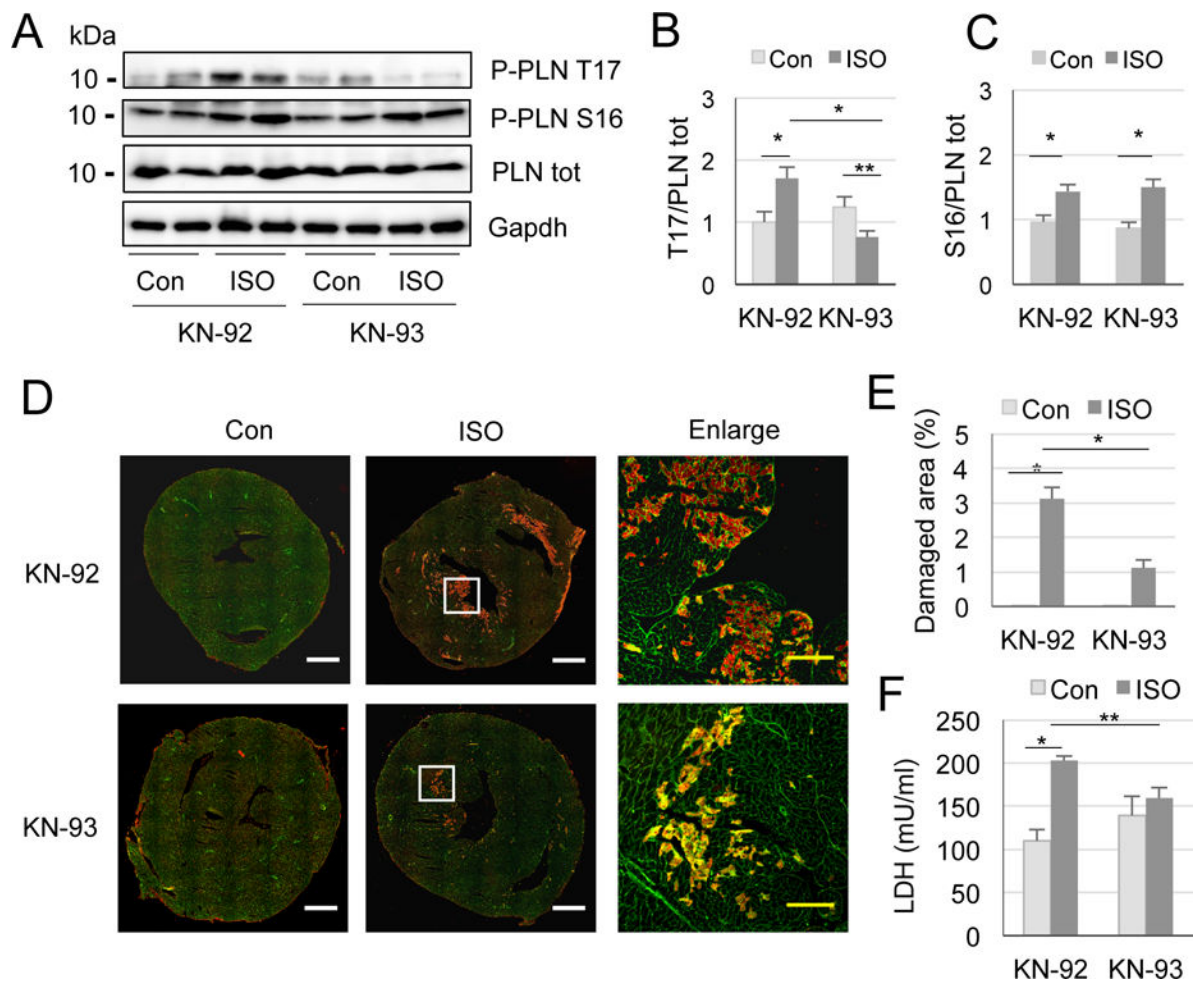 A
kDa
10 -
P-PLN T17
10 -
P-PLN S16
10 -
PLN tot
Gapdh
Con ISO Con ISO
KN-92 KN-93
B
Con ISO
T17/PLN tot
3
2
1
0
*
*
**
KN-92 KN-93
C
Con ISO
S16/PLN tot
3
2
1
0
*
*
KN-92 KN-93
D
Con ISO Enlarge
KN-92
KN-93
E
Con ISO
Damaged area (%)
5
4
3
2
1
0
*
*
KN-92 KN-93
F
Con ISO
LDH (mU/ml)
250
200
150
100
50
0
*
**
KN-92 KN-93